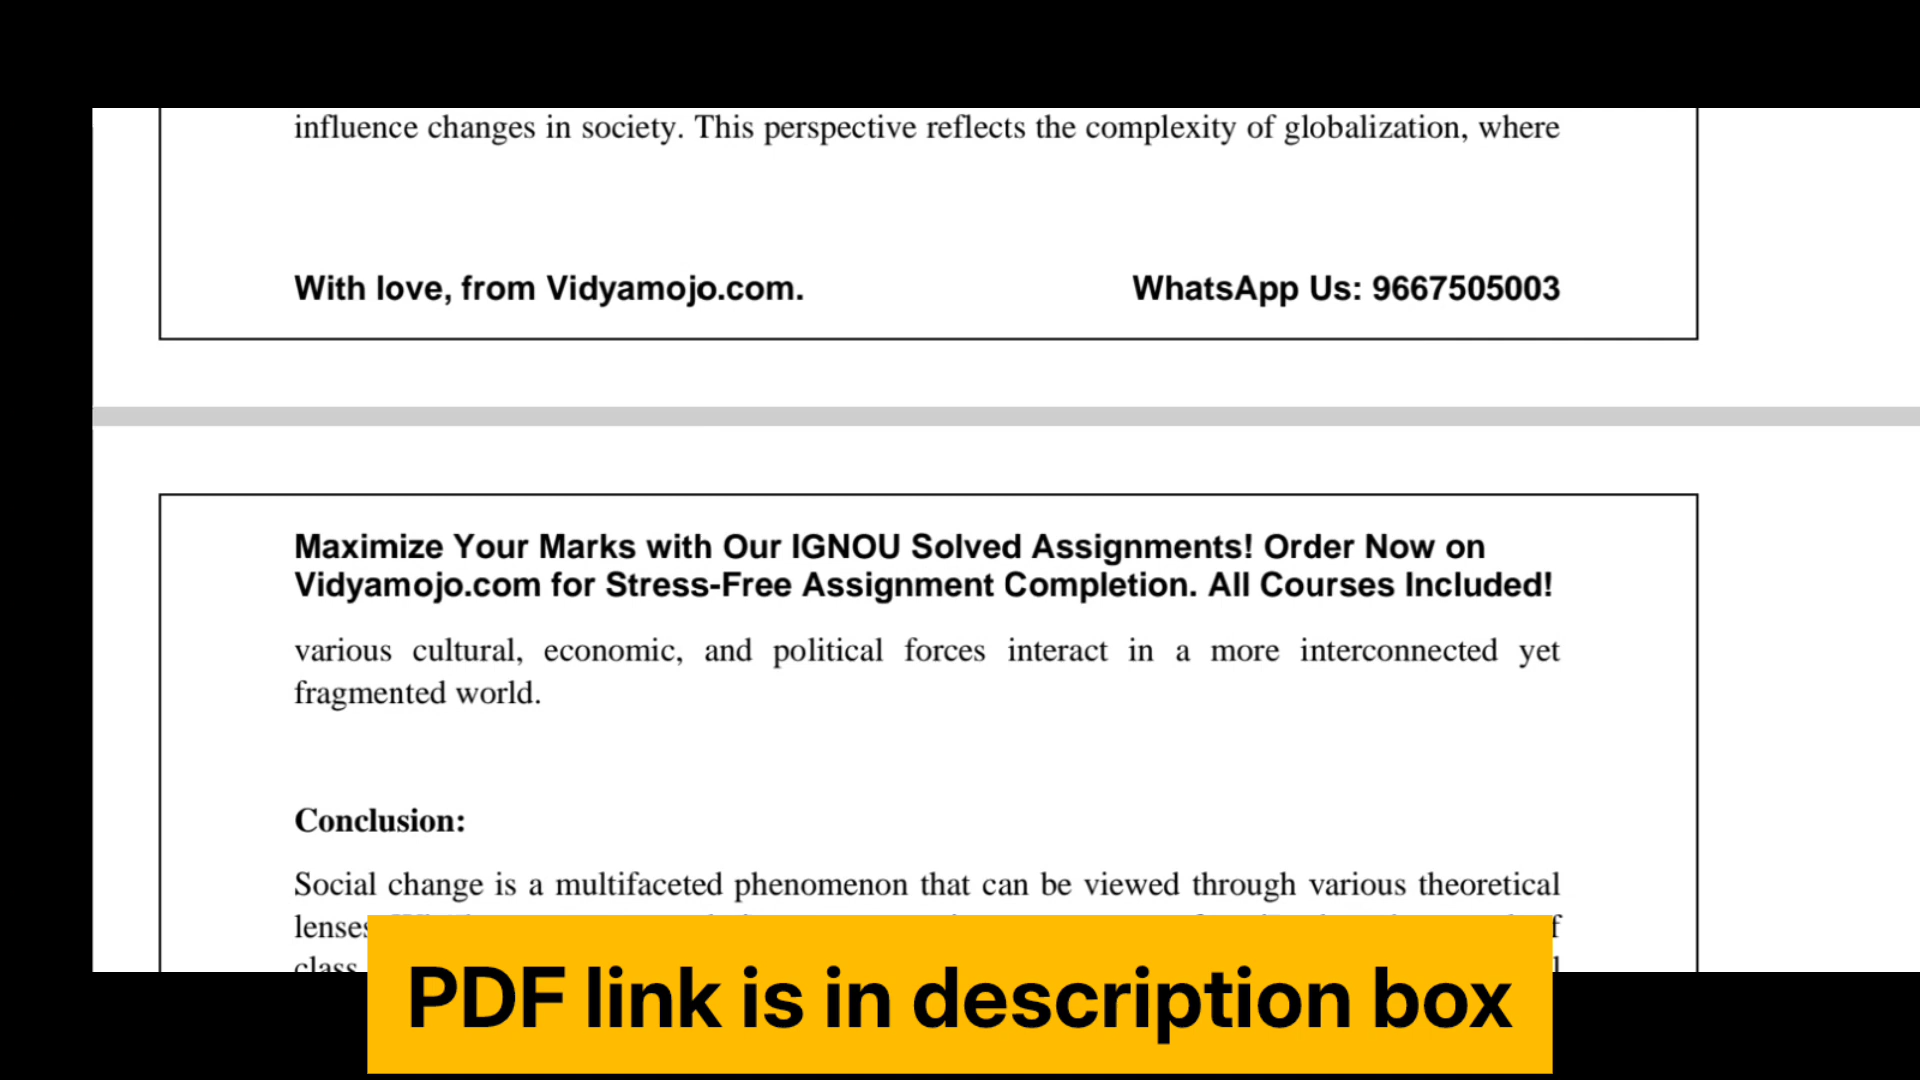 influence changes in society. This perspective reflects the complexity of globalization, where
With love, from Vidyamojo.com. WhatsApp Us: 9667505003
Maximize Your Marks with Our IGNOU Solved Assignments! Order Now on
Vidyamojo.com for Stress-Free Assignment Completion. All Courses Included!
various cultural, economic, and political forces interact in a more interconnected yet
fragmented world.
Conclusion:
Social change is a multifaceted phenomenon that can be viewed through various theoretical
lenses
class
PDF link is in description box